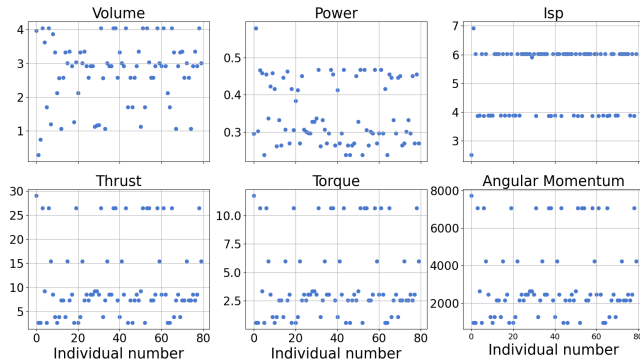 Volume
Power
Isp
4
3
2
1
0.5
0.4
0.3
7
6
5
4
3
Thrust
Torque
Angular Momentum
30
25
20
15
10
5
10.0
7.5
5.0
2.5
8000
6000
4000
2000
0 20 40 60 80
0 20 40 60 80
0 20 40 60 80
Individual number
Individual number
Individual number